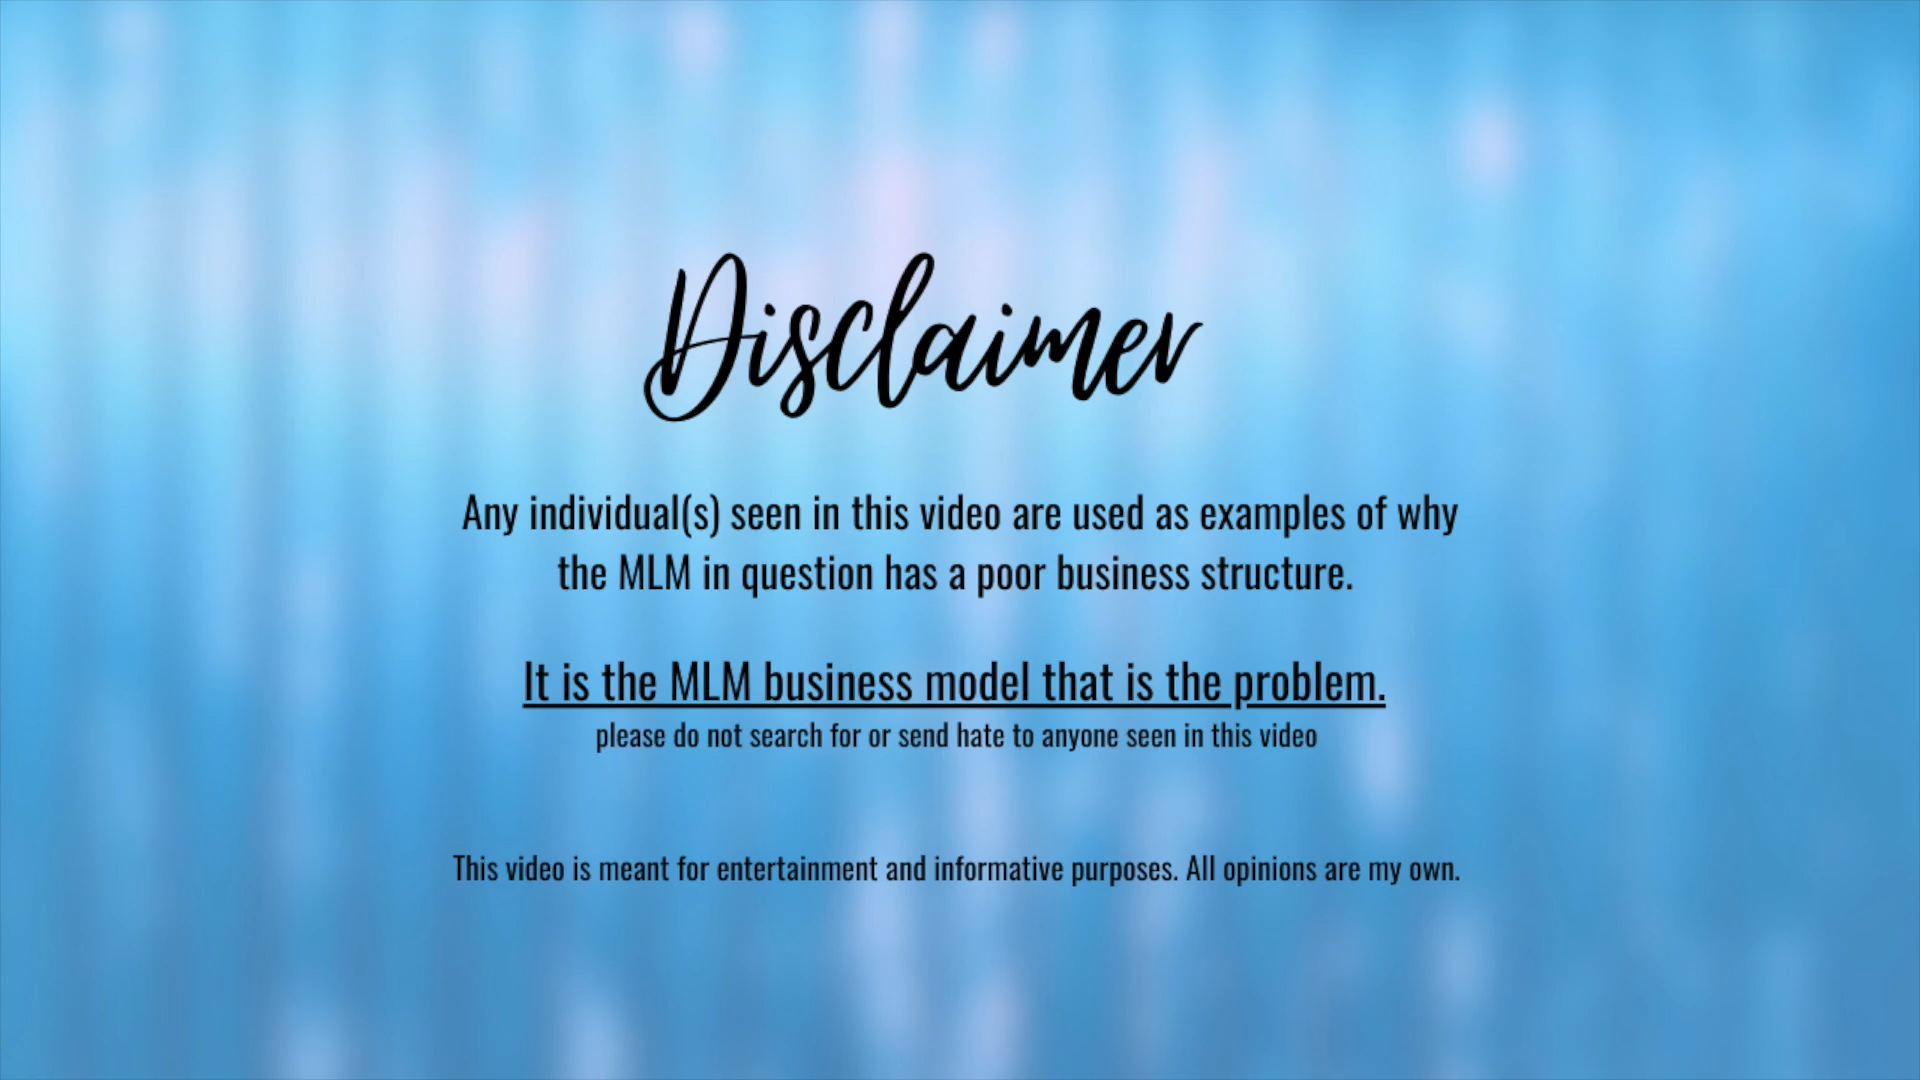 Disclaimer
Any individual(s) seen in this video are used as examples of why
the MLM in question has a poor business structure.
It is the MLM business model that is the problem.
please do not search for or send hate to anyone seen in this video
This video is meant for entertainment and informative purposes. All opinions are my own.